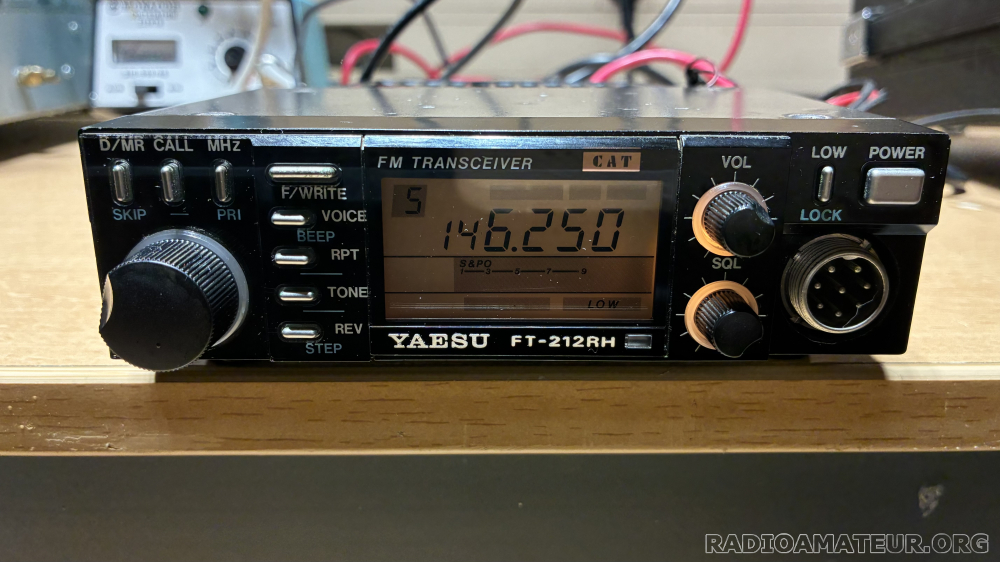 D/MR CALL MHz
SKIP — PRI
F/WRITE
VOICE
BEEP
RPT
TONE
REV
STEP
FM TRANSCEIVER CAT
5
146.250
S&PO
1 3 5 7 9
LOW
YAESU FT-212RH
VOL
SQL
LOW POWER
LOCK
RADIOAMATEUR.ORG